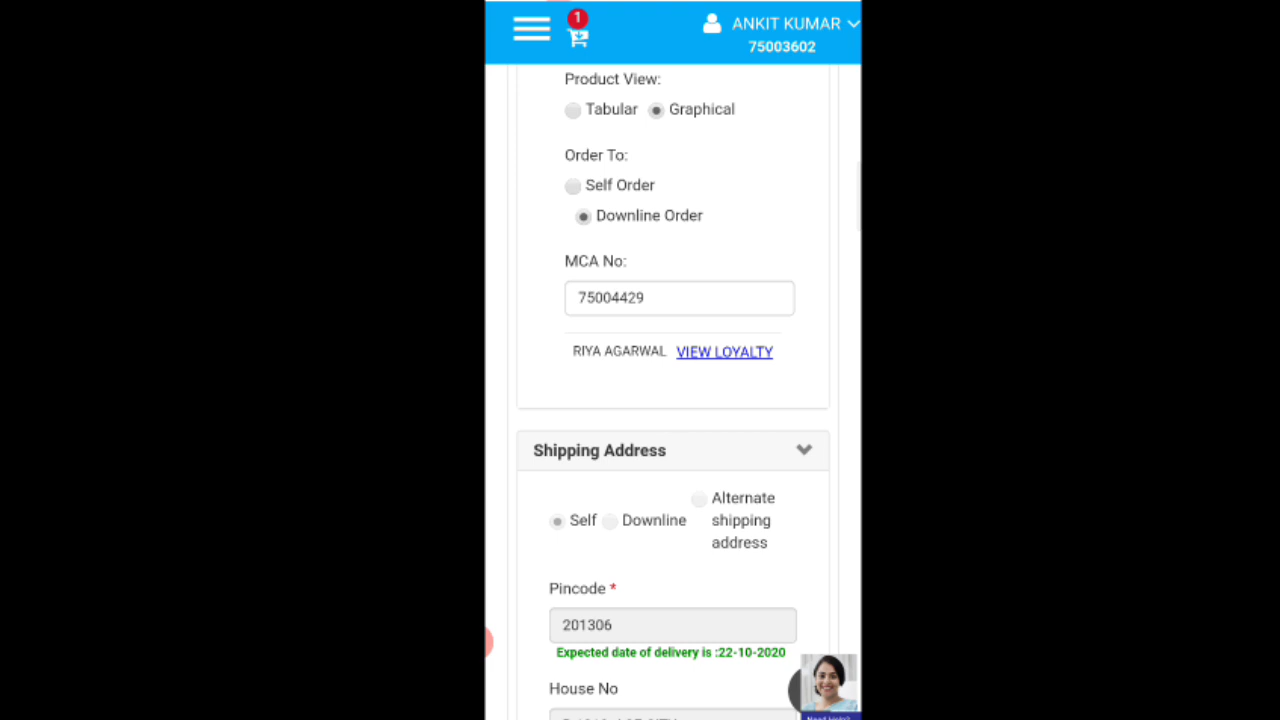 1
ANKIT KUMAR
75003602
Product View:
Tabular Graphical
Order To:
Self Order
Downline Order
MCA No:
75004429
RIYA AGARWAL VIEW LOYALTY
Shipping Address
Self Downline Alternate shipping address
Pincode *
201306
Expected date of delivery is :22-10-2020
House No